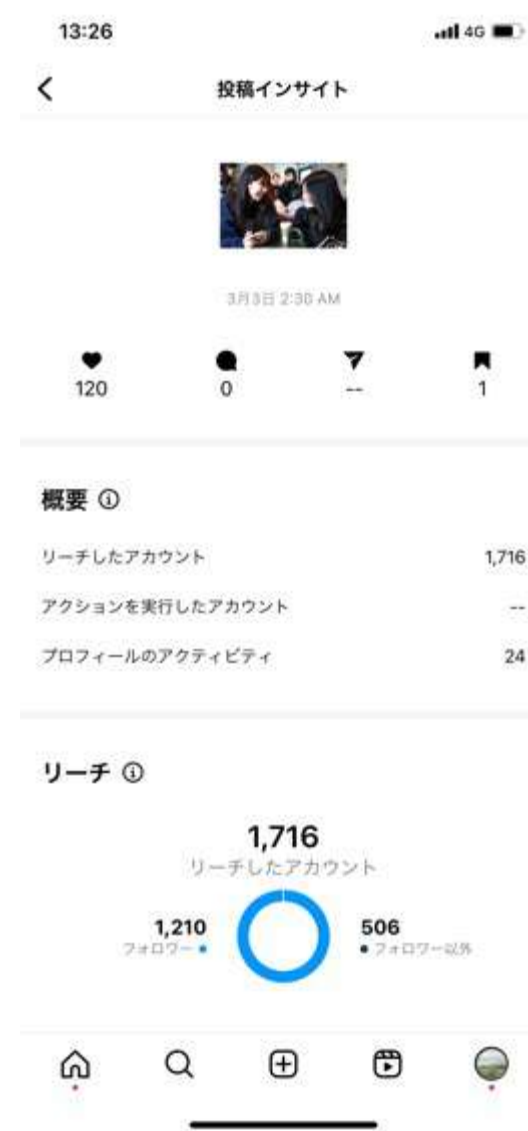 13:26
4G
投稿インサイト
3月3日 2:30 AM
120 0 -- 1
概要
リーチしたアカウント 1,716
アクションを実行したアカウント --
プロフィールのアクティビティ 24
リーチ
1,716
リーチしたアカウント
1,210 506
フォロワー フォロワー以外